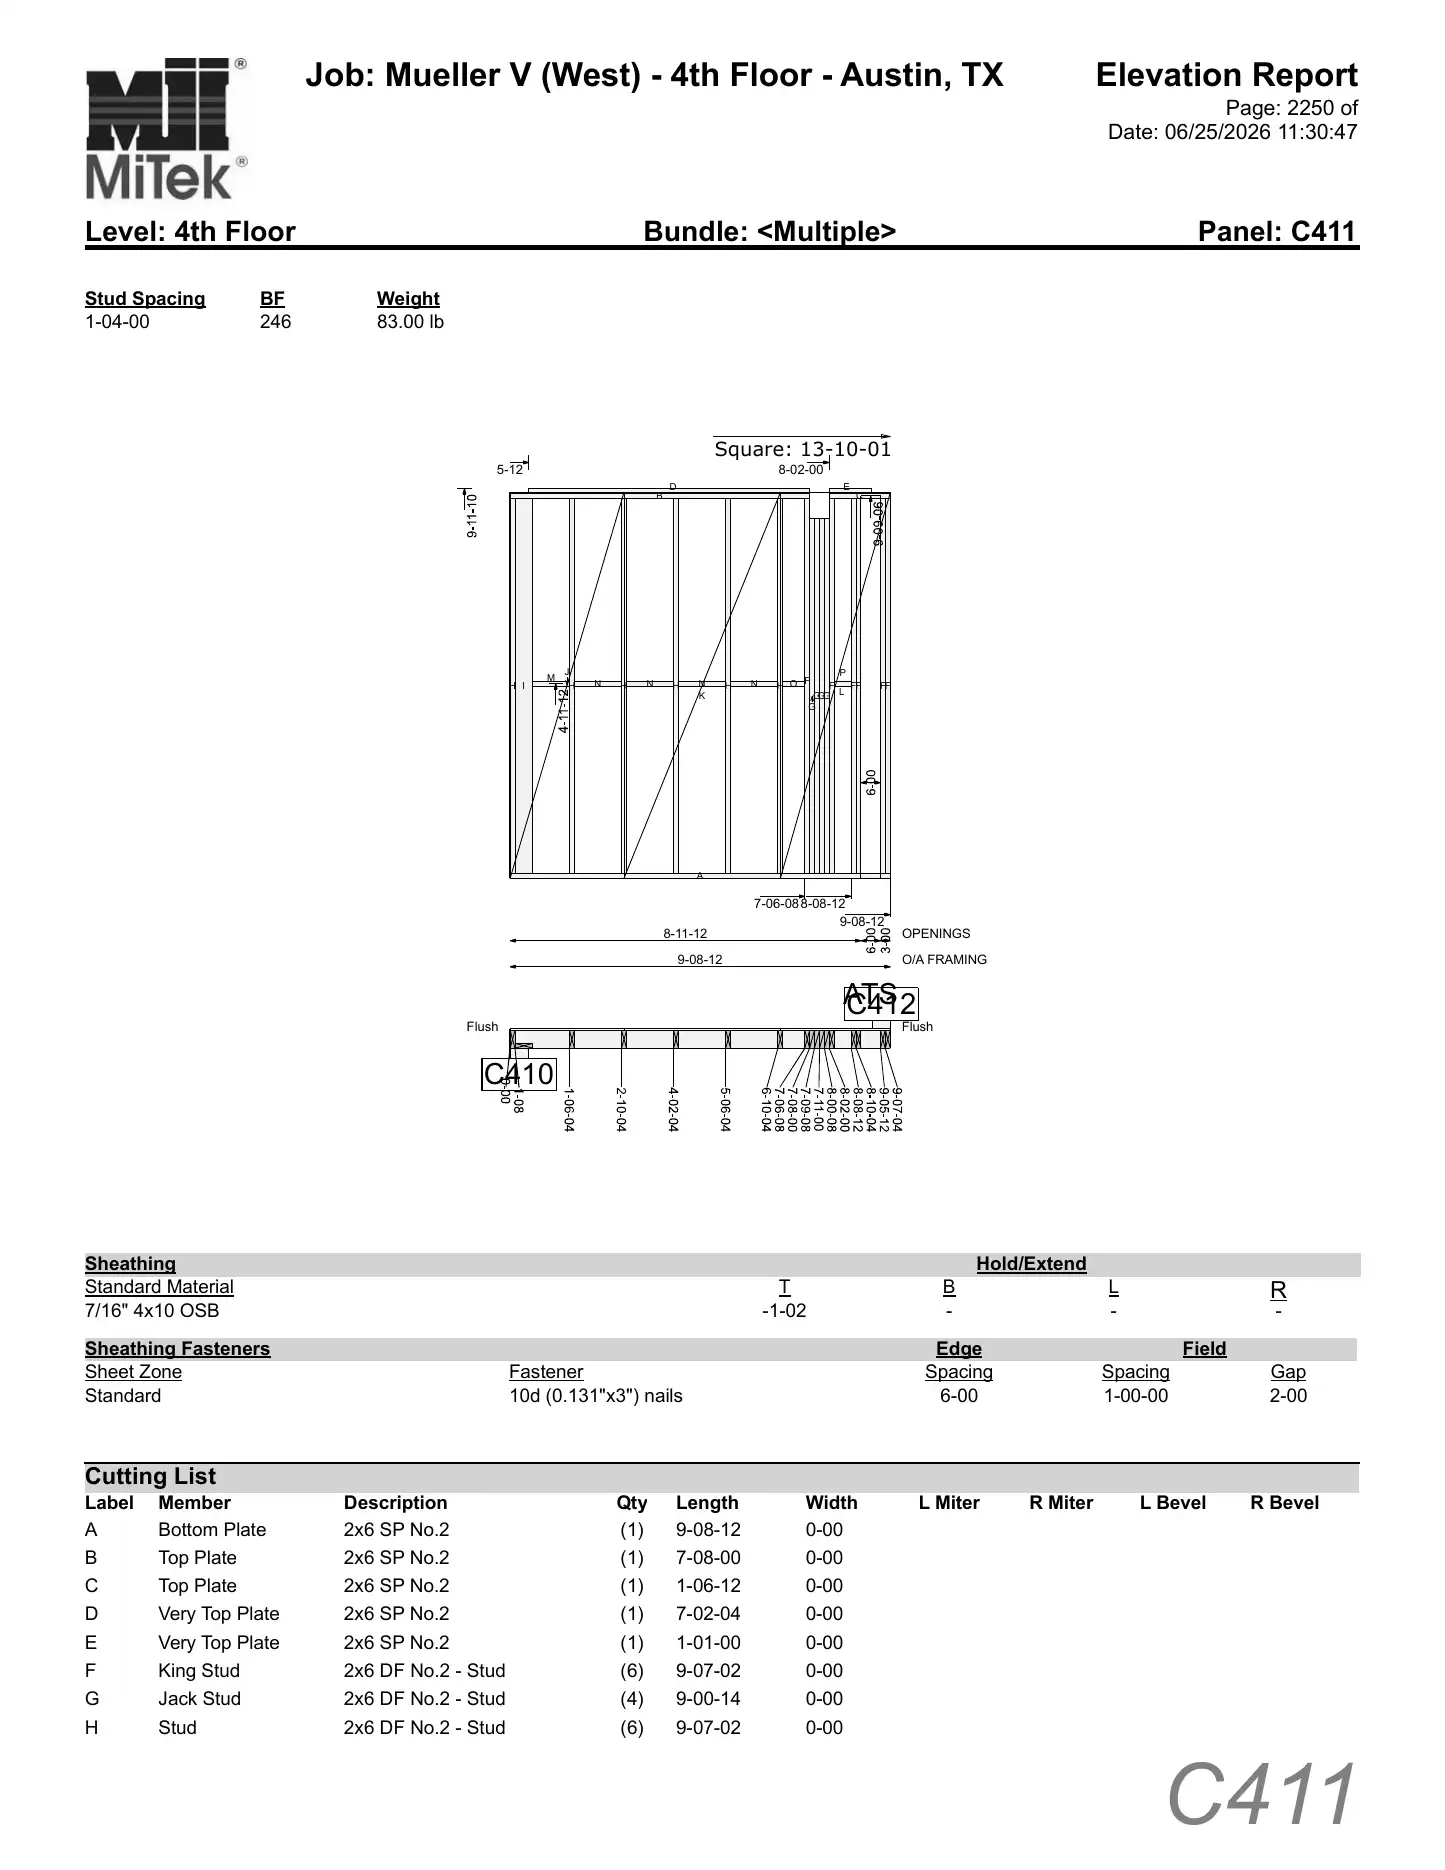 Job: Mueller V (West) - 4th Floor - Austin, TX
Elevation Report
Page: 2250 of
Date: 06/25/2026 11:30:47
MiTek
Level: 4th Floor Bundle: <Multiple> Panel: C411
Stud Spacing BF Weight
1-04-00 246 83.00 lb
Square: 13-10-01
5-12 8-02-00
D E
B
9-11-10
9-09-06
J P
M N N N N O F
I I K L
G G G
G
4-11-12
6-00
A
7-06-08 8-08-12
9-08-12
8-11-12 6-00 3-00 OPENINGS
9-08-12 O/A FRAMING
ATS
C412
Flush Flush
C410
0-00 1-08 1-06-04 2-10-04 4-02-04 5-06-04 6-10-04 7-06-08 7-08-00 7-09-08 7-11-00 8-00-08 8-02-00 8-08-12 8-10-04 9-05-12 9-07-04
Sheathing Hold/Extend
Standard Material T B L R
7/16" 4x10 OSB -1-02 - - -
Sheathing Fasteners Edge Field
Sheet Zone Fastener Spacing Spacing Gap
Standard 10d (0.131"x3") nails 6-00 1-00-00 2-00
Cutting List
Label Member Description Qty Length Width L Miter R Miter L Bevel R Bevel
A Bottom Plate 2x6 SP No.2 (1) 9-08-12 0-00
B Top Plate 2x6 SP No.2 (1) 7-08-00 0-00
C Top Plate 2x6 SP No.2 (1) 1-06-12 0-00
D Very Top Plate 2x6 SP No.2 (1) 7-02-04 0-00
E Very Top Plate 2x6 SP No.2 (1) 1-01-00 0-00
F King Stud 2x6 DF No.2 - Stud (6) 9-07-02 0-00
G Jack Stud 2x6 DF No.2 - Stud (4) 9-00-14 0-00
H Stud 2x6 DF No.2 - Stud (6) 9-07-02 0-00
C411